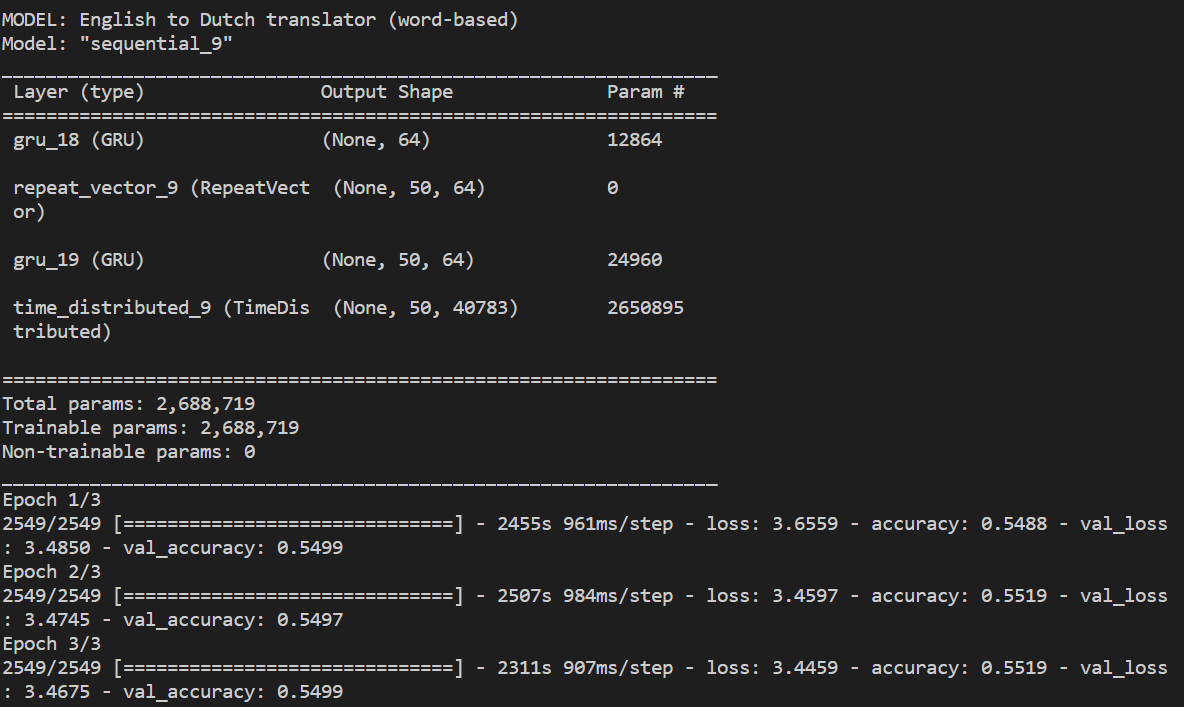 MODEL: English to Dutch translator (word-based)
Model: "sequential_9"
_________________________________________________________________
Layer (type)                Output Shape              Param #
=================================================================
gru_18 (GRU)                (None, 64)                12864
repeat_vector_9 (RepeatVect  (None, 50, 64)           0
or)
gru_19 (GRU)                (None, 50, 64)            24960
time_distributed_9 (TimeDis  (None, 50, 40783)        2650895
tributed)
=================================================================
Total params: 2,688,719
Trainable params: 2,688,719
Non-trainable params: 0
_________________________________________________________________
Epoch 1/3
2549/2549 [==============================] - 2455s 961ms/step - loss: 3.6559 - accuracy: 0.5488 - val_loss
: 3.4850 - val_accuracy: 0.5499
Epoch 2/3
2549/2549 [==============================] - 2507s 984ms/step - loss: 3.4597 - accuracy: 0.5519 - val_loss
: 3.4745 - val_accuracy: 0.5497
Epoch 3/3
2549/2549 [==============================] - 2311s 907ms/step - loss: 3.4459 - accuracy: 0.5519 - val_loss
: 3.4675 - val_accuracy: 0.5499